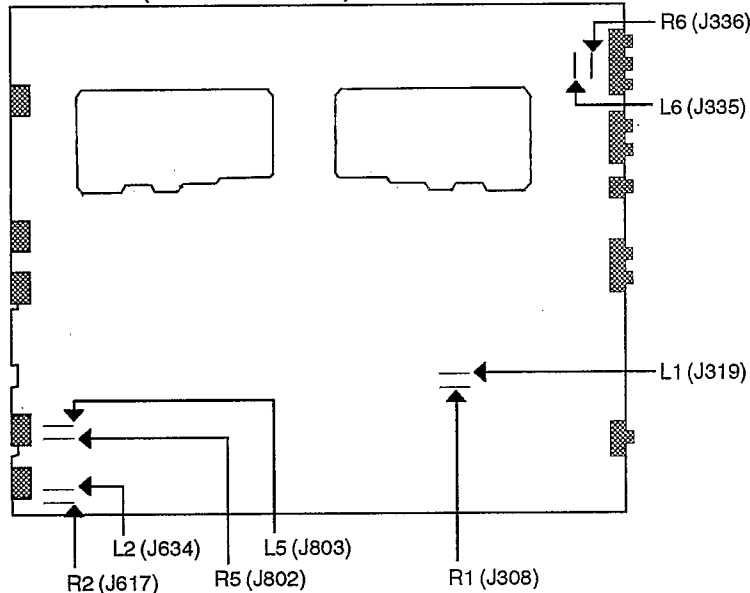 R6 (J336)
L6 (J335)
L1 (J319)
L2 (J634)
L5 (J803)
R2 (J617)
R5 (J802)
R1 (J308)